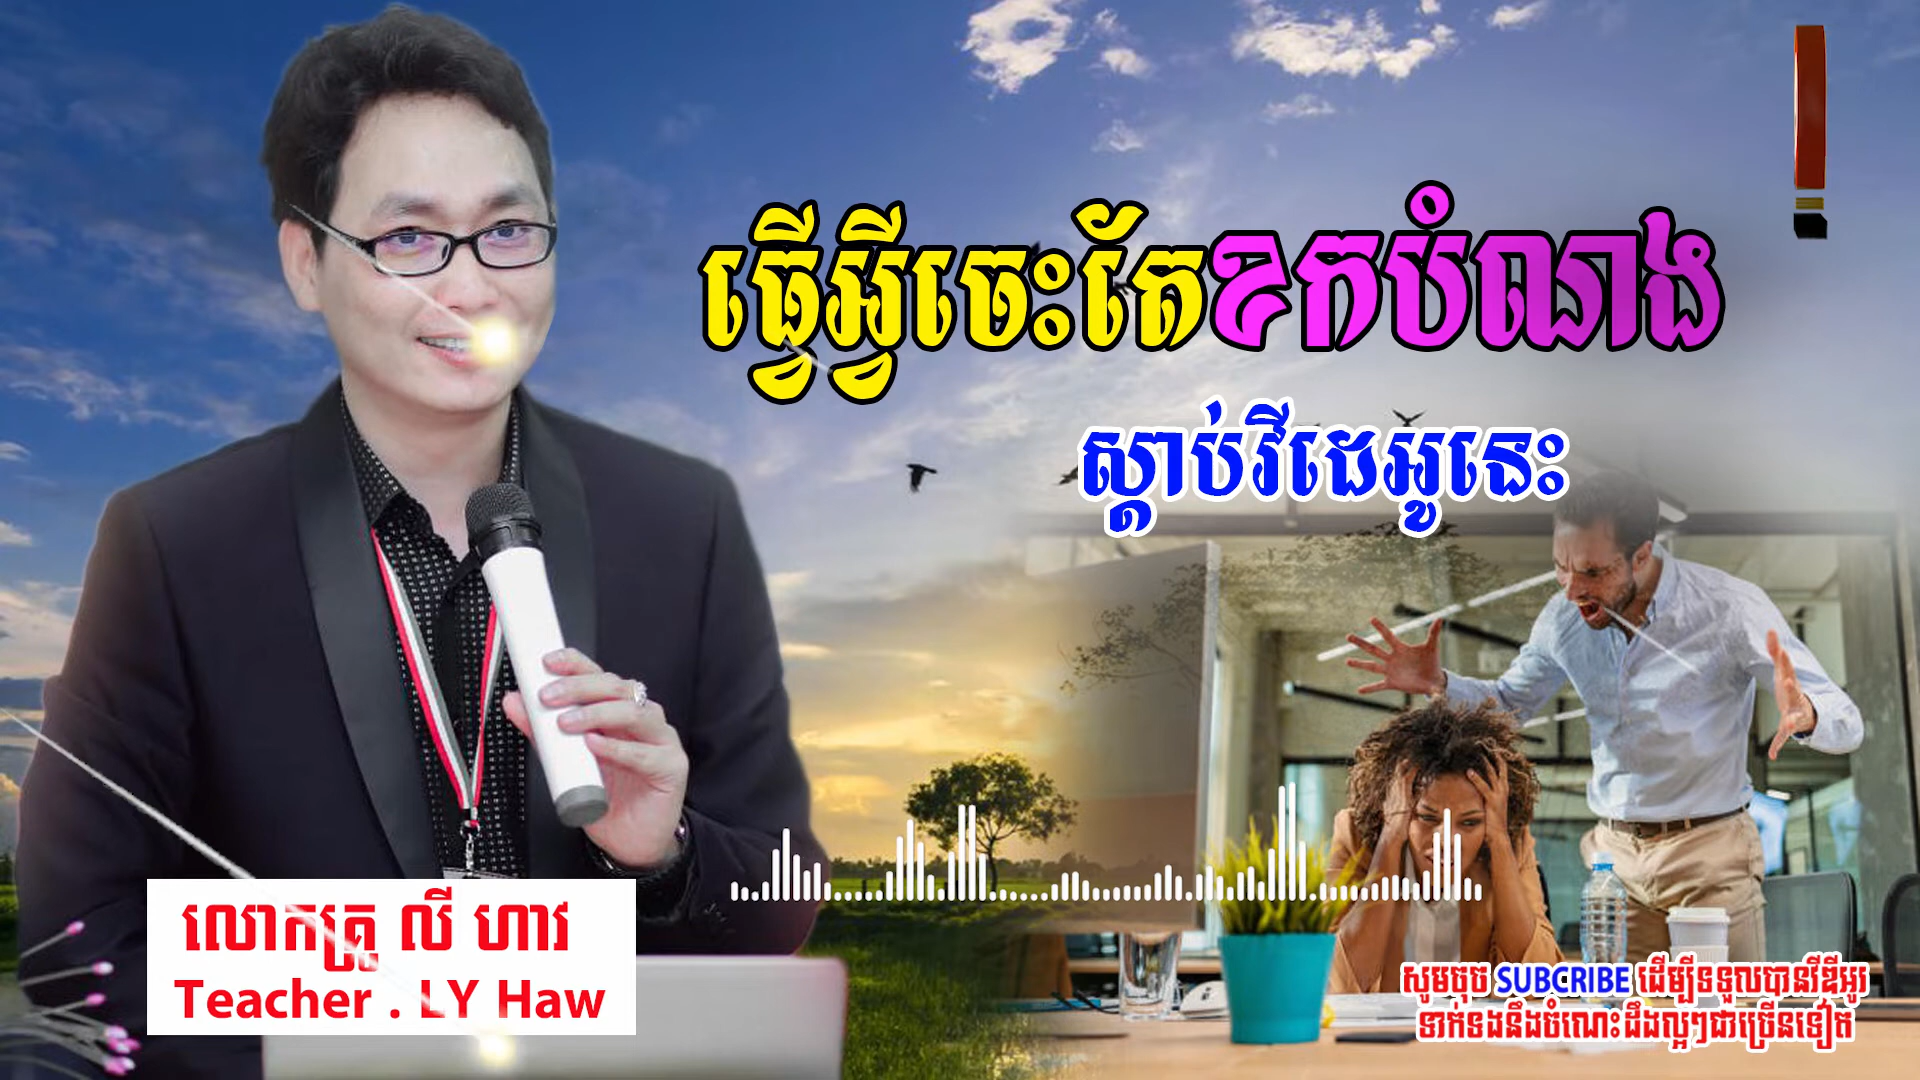 ធ្វើអ្វីចេះតែខកបំណង
!
ស្តាប់វីដេអូនេះ
លោកគ្រូ លី ហាវ
Teacher . LY Haw
សូមចុច SUBCRIBE ដើម្បីទទួលបានវីឌីអូរ
ទាក់ទងនឹងចំណេះដឹងល្អៗជាច្រើនទៀត